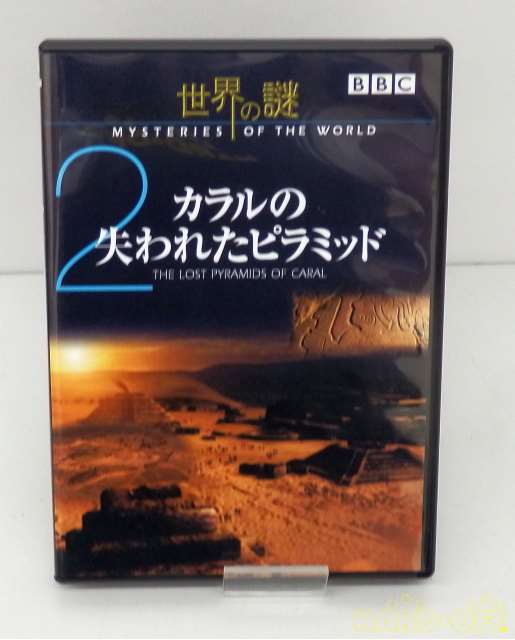 世界の謎
BBC
MYSTERIES OF THE WORLD
2
カラルの
失われたピラミッド
THE LOST PYRAMIDS OF CARAL